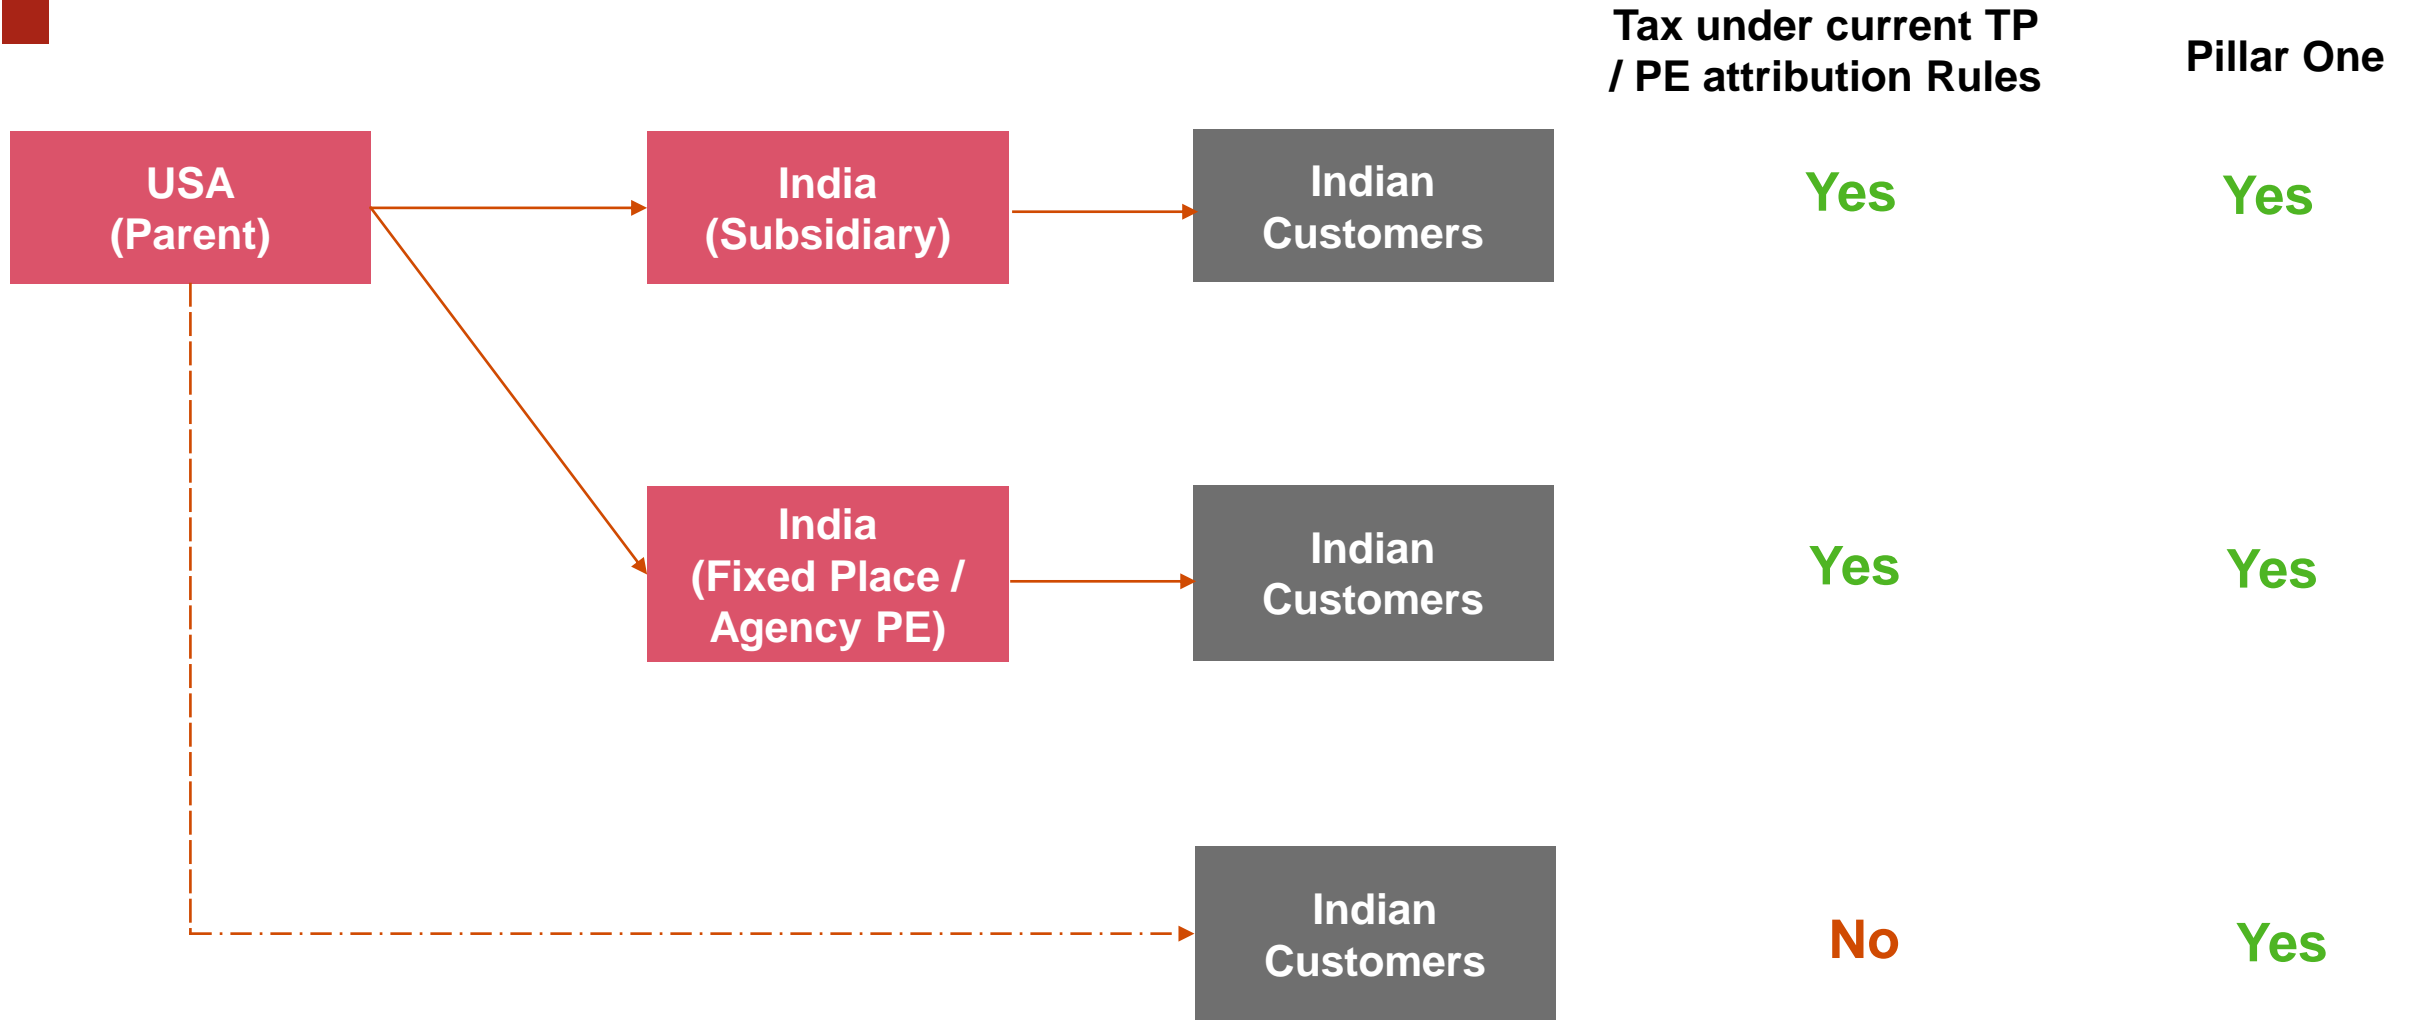 Tax under current TP
/ PE attribution Rules
Pillar One
USA
(Parent)
India
(Subsidiary)
Indian
Customers
Yes
Yes
India
(Fixed Place /
Agency PE)
Indian
Customers
Yes
Yes
Indian
Customers
No
Yes